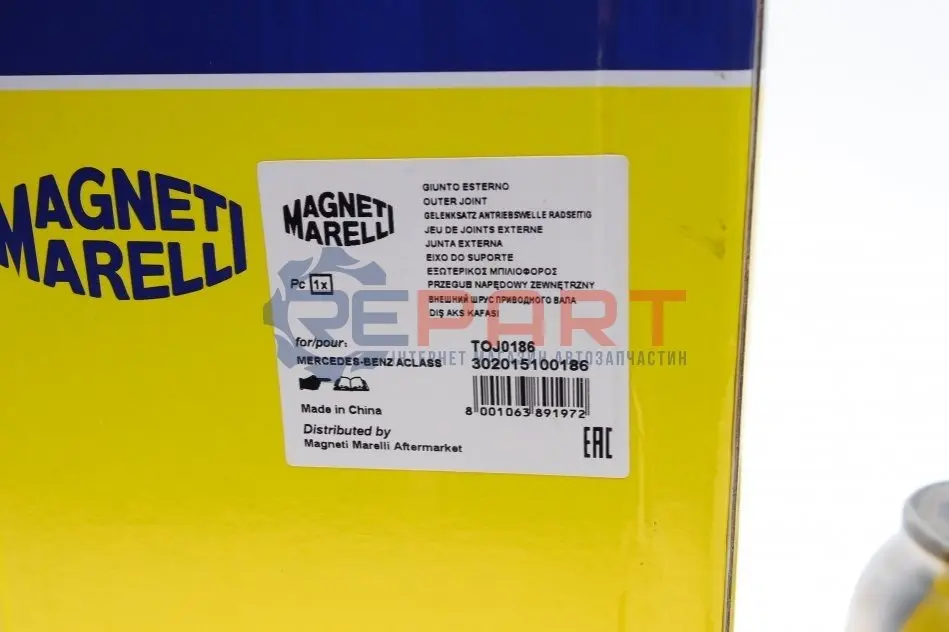 MAGNETI
MARELLI
MAGNETI
MARELLI
Pc 1x
GIUNTO ESTERNO
OUTER JOINT
GELENKSATZ ANTRIEBSWELLE RADSEITIG
JEU DE JOINTS EXTERNE
JUNTA EXTERNA
EIXO DO SUPORTE
ΕΞΩΤΕΡΙΚΟΣ ΜΠΙΛΙΟΦΟΡΟΣ
PRZEGUB NAPĘDOWY ZEWNĘTRZNY
ВНЕШНИЙ ШРУС ПРИВОДНОГО ВАЛА
DIŞ AKS KAFASI
REPART
ІНТЕРНЕТ МАГАЗИН АВТОЗАПЧАСТИН
for/pour:
MERCEDES-BENZ ACLASS
TOJ0186
302015100186
8 001063 891972
Made in China
Distributed by
Magneti Marelli Aftermarket
EAC